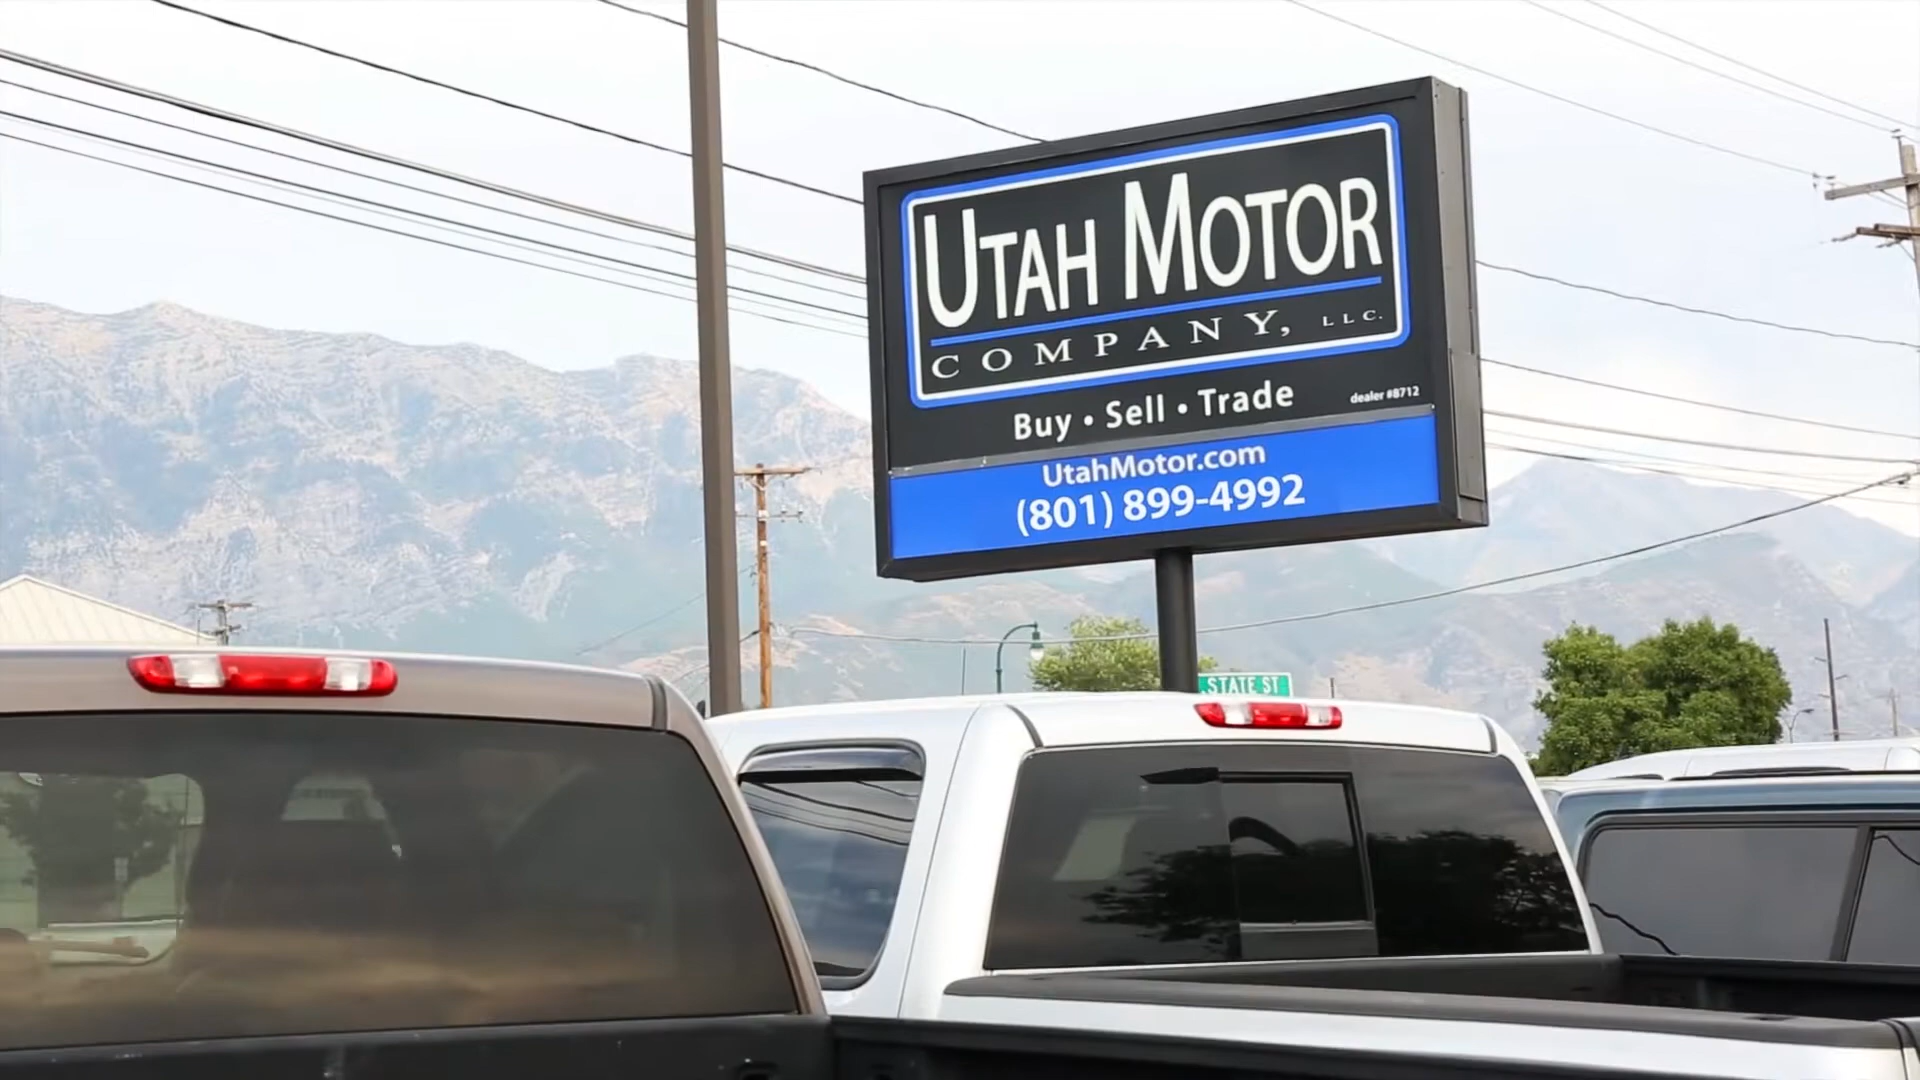 UTAH MOTOR
COMPANY, LLC.
Buy • Sell • Trade
dealer #8712
UtahMotor.com
(801) 899-4992
STATE ST